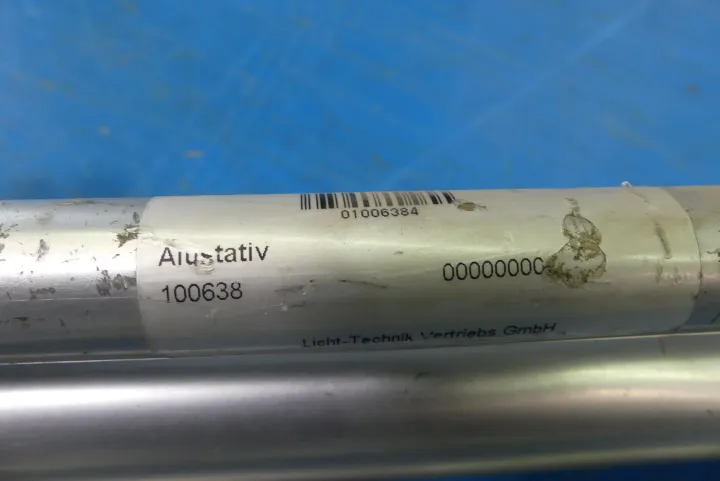 01006384
Alustativ
00000000
100638
Licht-Technik Vertriebs GmbH